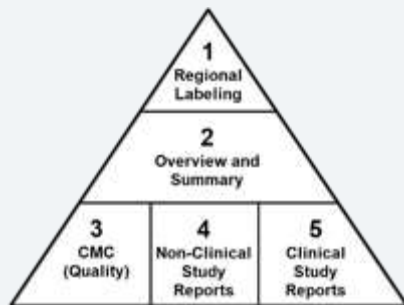 1
Regional
Labeling
2
Overview and
Summary
3
CMC
(Quality)
4
Non-Clinical
Study
Reports
5
Clinical
Study
Reports